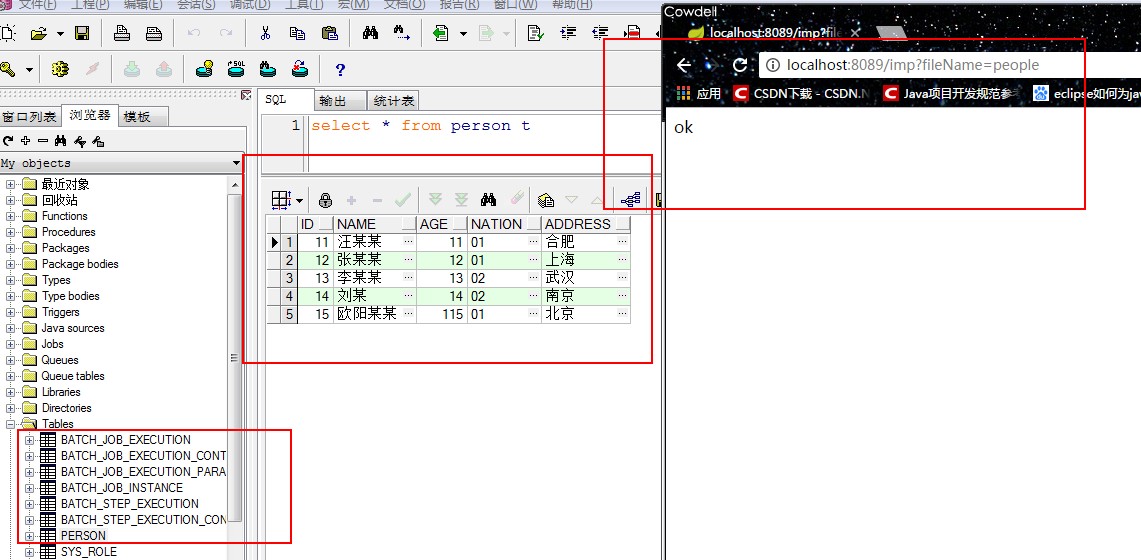 文件(F) 工程(P) 编辑(E) 会话(S) 调试(D) 工具(T) 宏(M) 文档(O) 报告(R) 窗口(W) 帮助(H)
SQL
?
窗口列表 浏览器 模板
My objects
最近对象
回收站
Functions
Procedures
Packages
Package bodies
Types
Type bodies
Triggers
Java sources
Jobs
Queues
Queue tables
Libraries
Directories
Tables
BATCH_JOB_EXECUTION
BATCH_JOB_EXECUTION_CONT
BATCH_JOB_EXECUTION_PARA
BATCH_JOB_INSTANCE
BATCH_STEP_EXECUTION
BATCH_STEP_EXECUTION_CON
PERSON
SYS_ROLE
SQL 输出 统计表
1 select * from person t
ID NAME AGE NATION ADDRESS
1 11 汪某某 ... 11 01 ... 合肥 ...
2 12 张某某 ... 12 01 ... 上海 ...
3 13 李某某 ... 13 02 ... 武汉 ...
4 14 刘某 ... 14 02 ... 南京 ...
5 15 欧阳某某 ... 115 01 ... 北京 ...
Cowdell
localhost:8089/imp?file
localhost:8089/imp?fileName=people
应用 CSDN下载 - CSDN.N Java项目开发规范参 eclipse如何为jav
ok